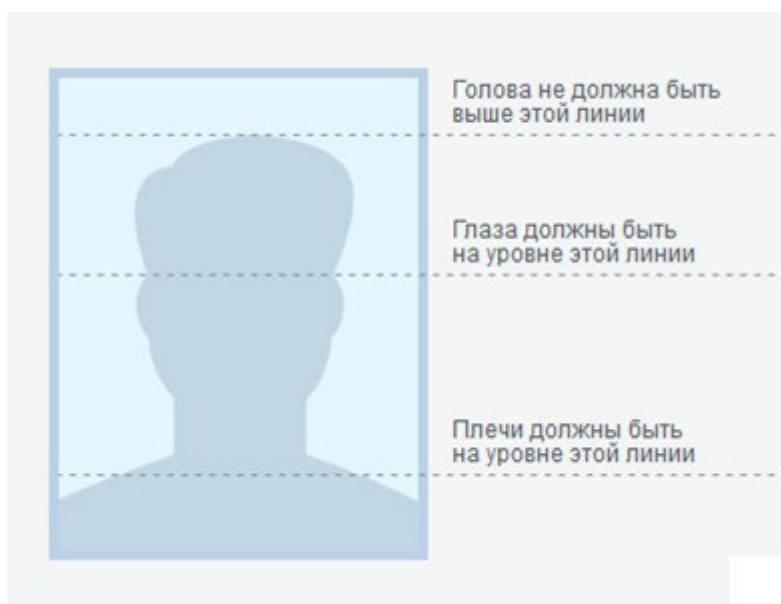 Голова не должна быть
выше этой линии
Глаза должны быть
на уровне этой линии
Плечи должны быть
на уровне этой линии